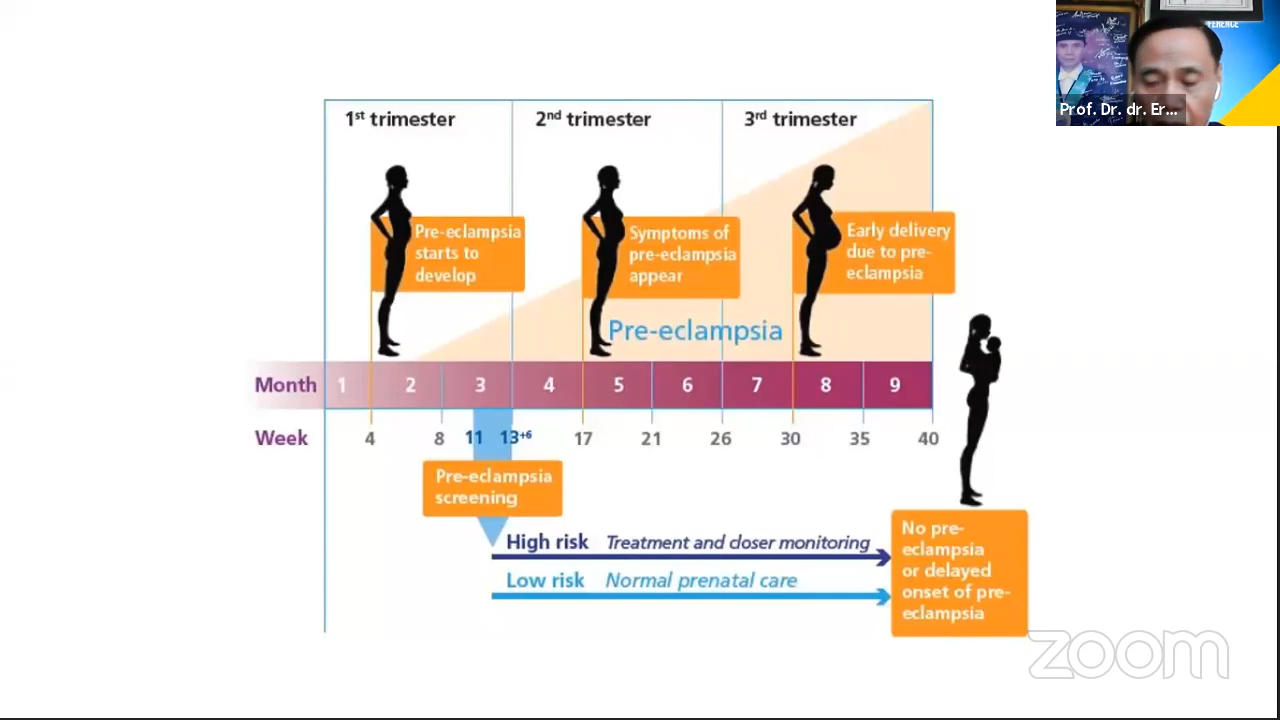 FERENCE
Prof. Dr. dr. Er...
1st trimester
2nd trimester
3rd trimester
Pre-eclampsia
starts to
develop
Symptoms of
pre-eclampsia
appear
Early delivery
due to pre-
eclampsia
Pre-eclampsia
Month 1 2 3 4 5 6 7 8 9
Week 4 8 11 13+6 17 21 26 30 35 40
Pre-eclampsia
screening
High risk Treatment and closer monitoring
Low risk Normal prenatal care
No pre-
eclampsia
or delayed
onset of pre-
eclampsia
zoom